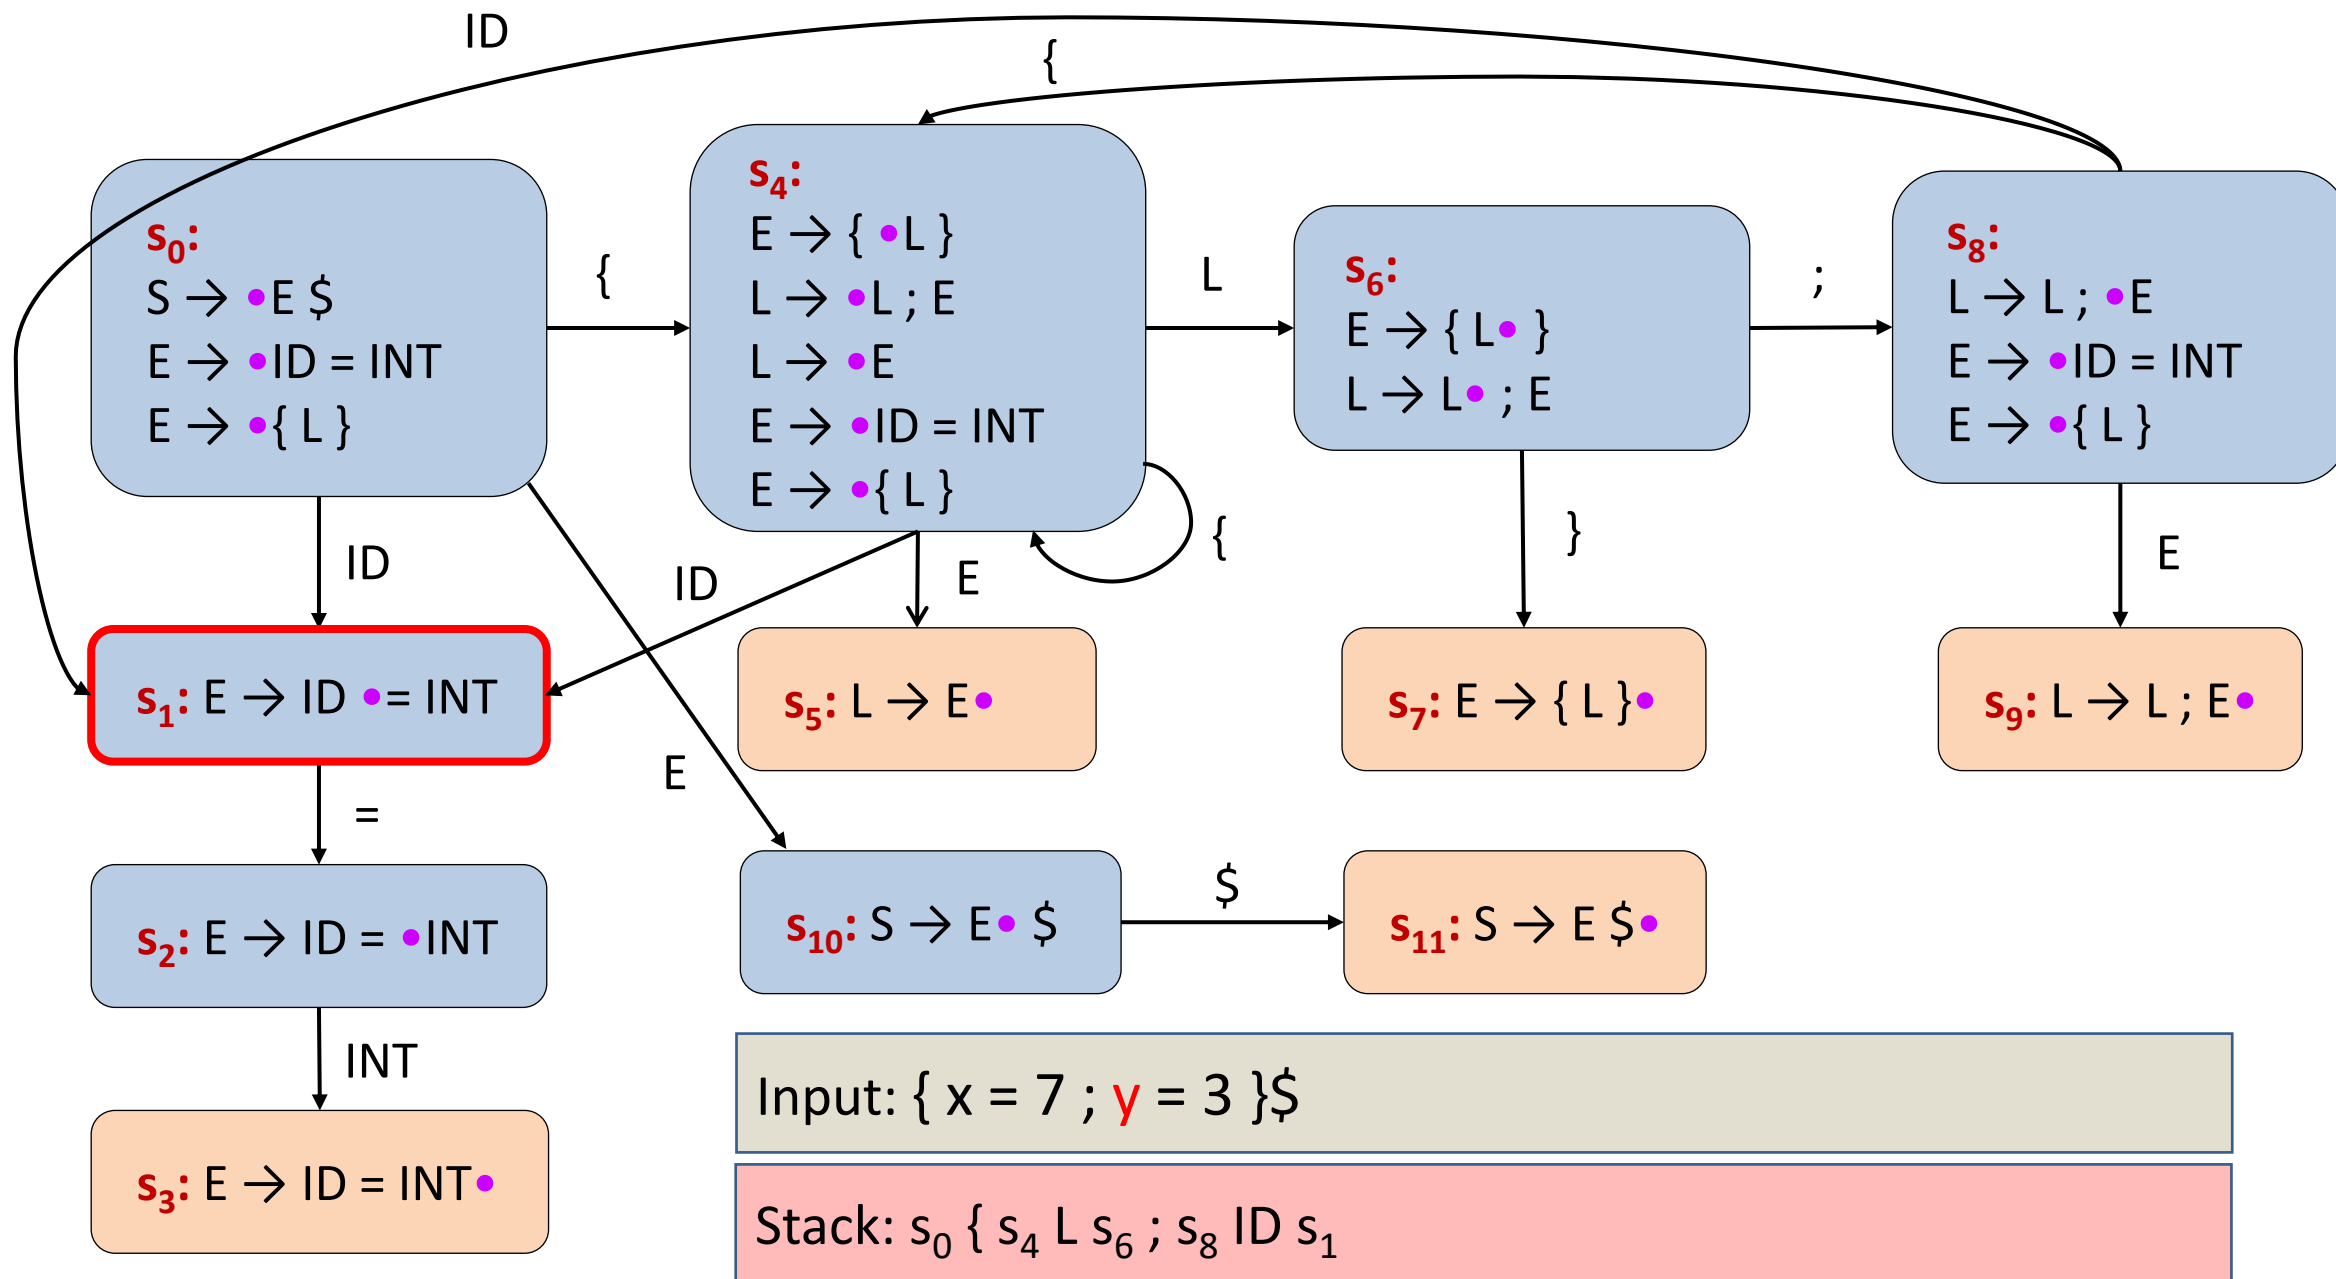 ID
{
s₀:
S → •E $
E → •ID = INT
E → •{ L }
{
s₄:
E → { •L }
L → •L ; E
L → •E
E → •ID = INT
E → •{ L }
L
s₆:
E → { L• }
L → L• ; E
;
s₈:
L → L ; •E
E → •ID = INT
E → •{ L }
ID
ID
E
{
}
E
s₁: E → ID •= INT
s₅: L → E•
s₇: E → { L }•
s₉: L → L ; E•
E
=
s₂: E → ID = •INT
s₁₀: S → E• $
$
s₁₁: S → E $•
INT
s₃: E → ID = INT•
Input: { x = 7 ; y = 3 }$
Stack: s₀ { s₄ L s₆ ; s₈ ID s₁